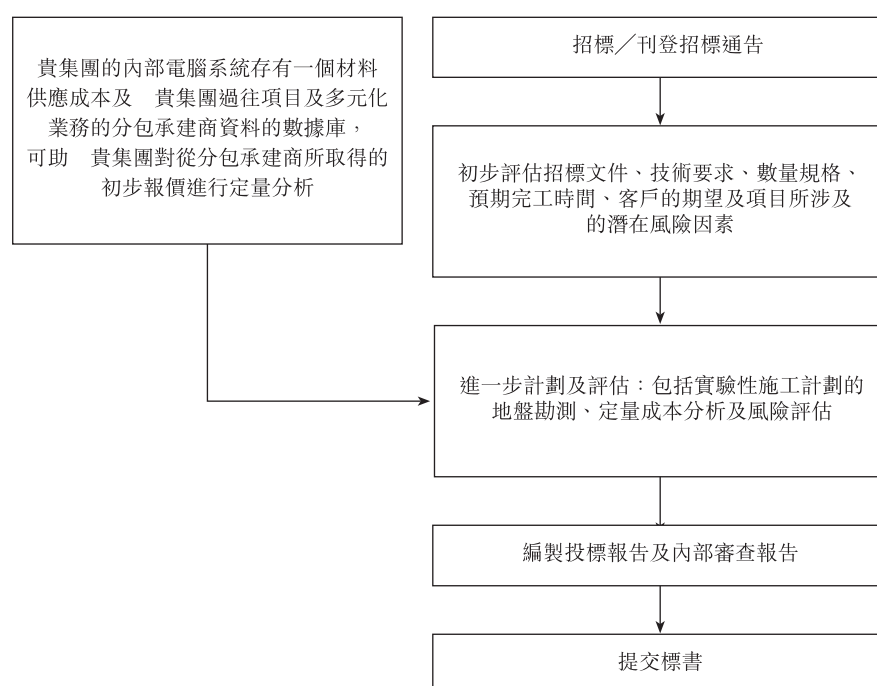 貴集團的內部電腦系統存有一個材料
供應成本及　貴集團過往項目及多元化
業務的分包承建商資料的數據庫，
可助　貴集團對從分包承建商所取得的
初步報價進行定量分析
招標／刊登招標通告
初步評估招標文件、技術要求、數量規格、
預期完工時間、客戶的期望及項目所涉及
的潛在風險因素
進一步計劃及評估：包括實驗性施工計劃的
地盤勘測、定量成本分析及風險評估
編製投標報告及內部審查報告
提交標書